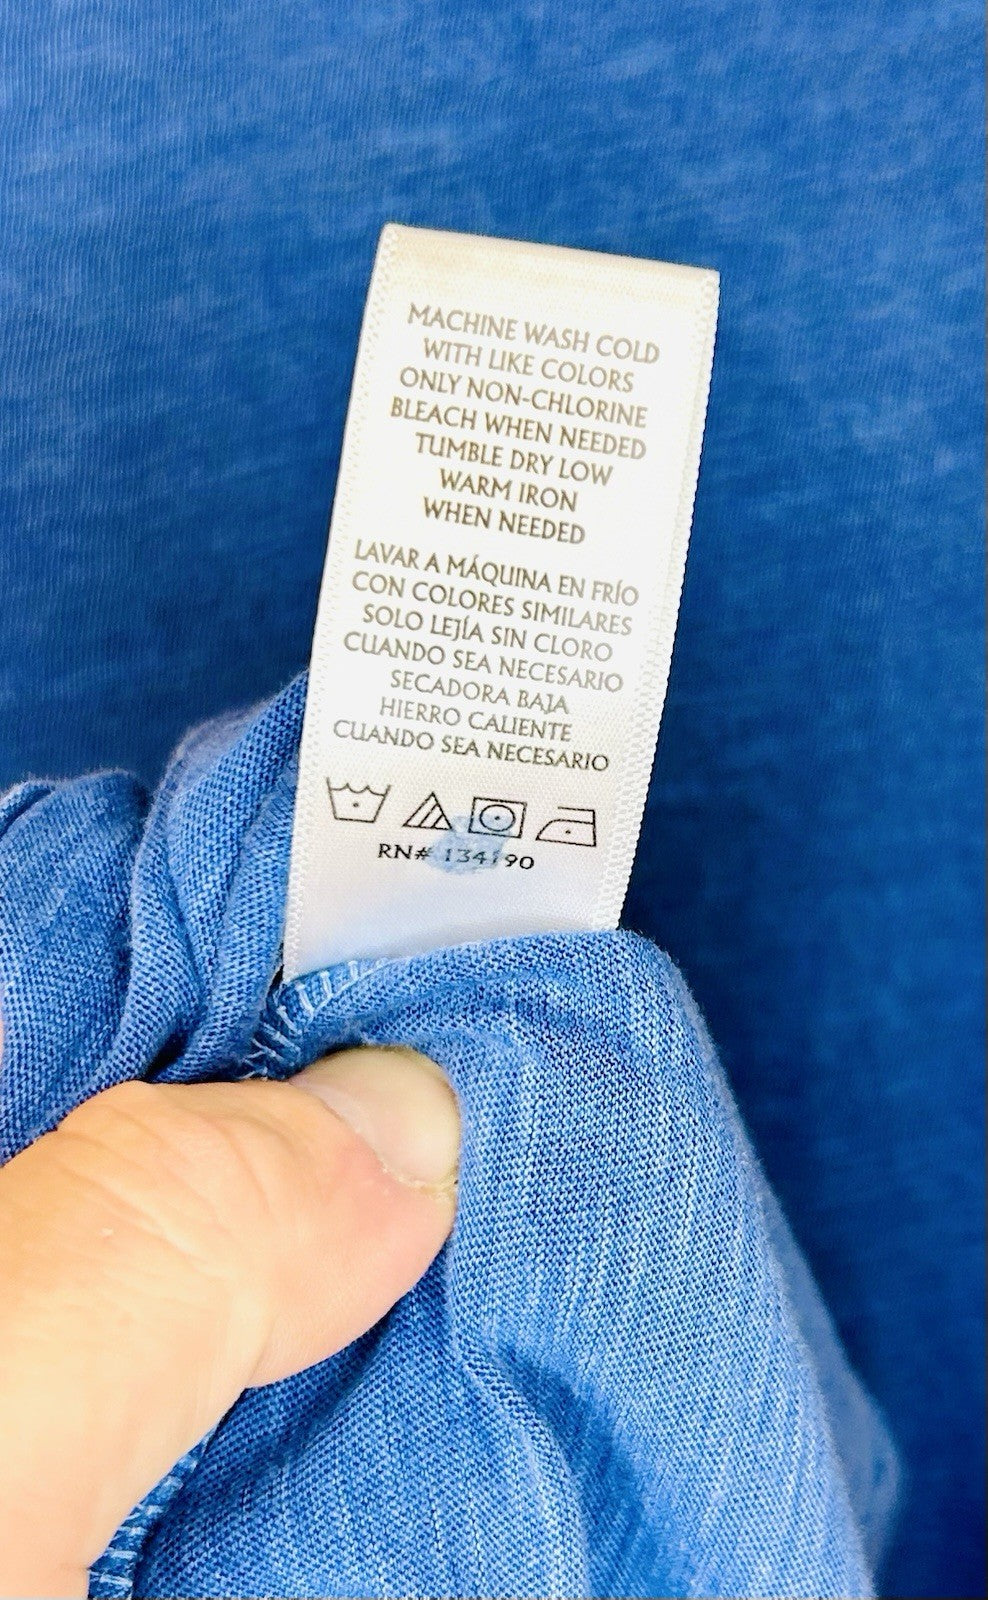 MACHINE WASH COLD
WITH LIKE COLORS
ONLY NON-CHLORINE
BLEACH WHEN NEEDED
TUMBLE DRY LOW
WARM IRON
WHEN NEEDED
LAVAR A MÁQUINA EN FRÍO
CON COLORES SIMILARES
SOLO LEJÍA SIN CLORO
CUANDO SEA NECESARIO
SECADORA BAJA
HIERRO CALIENTE
CUANDO SEA NECESARIO
RN# 134190